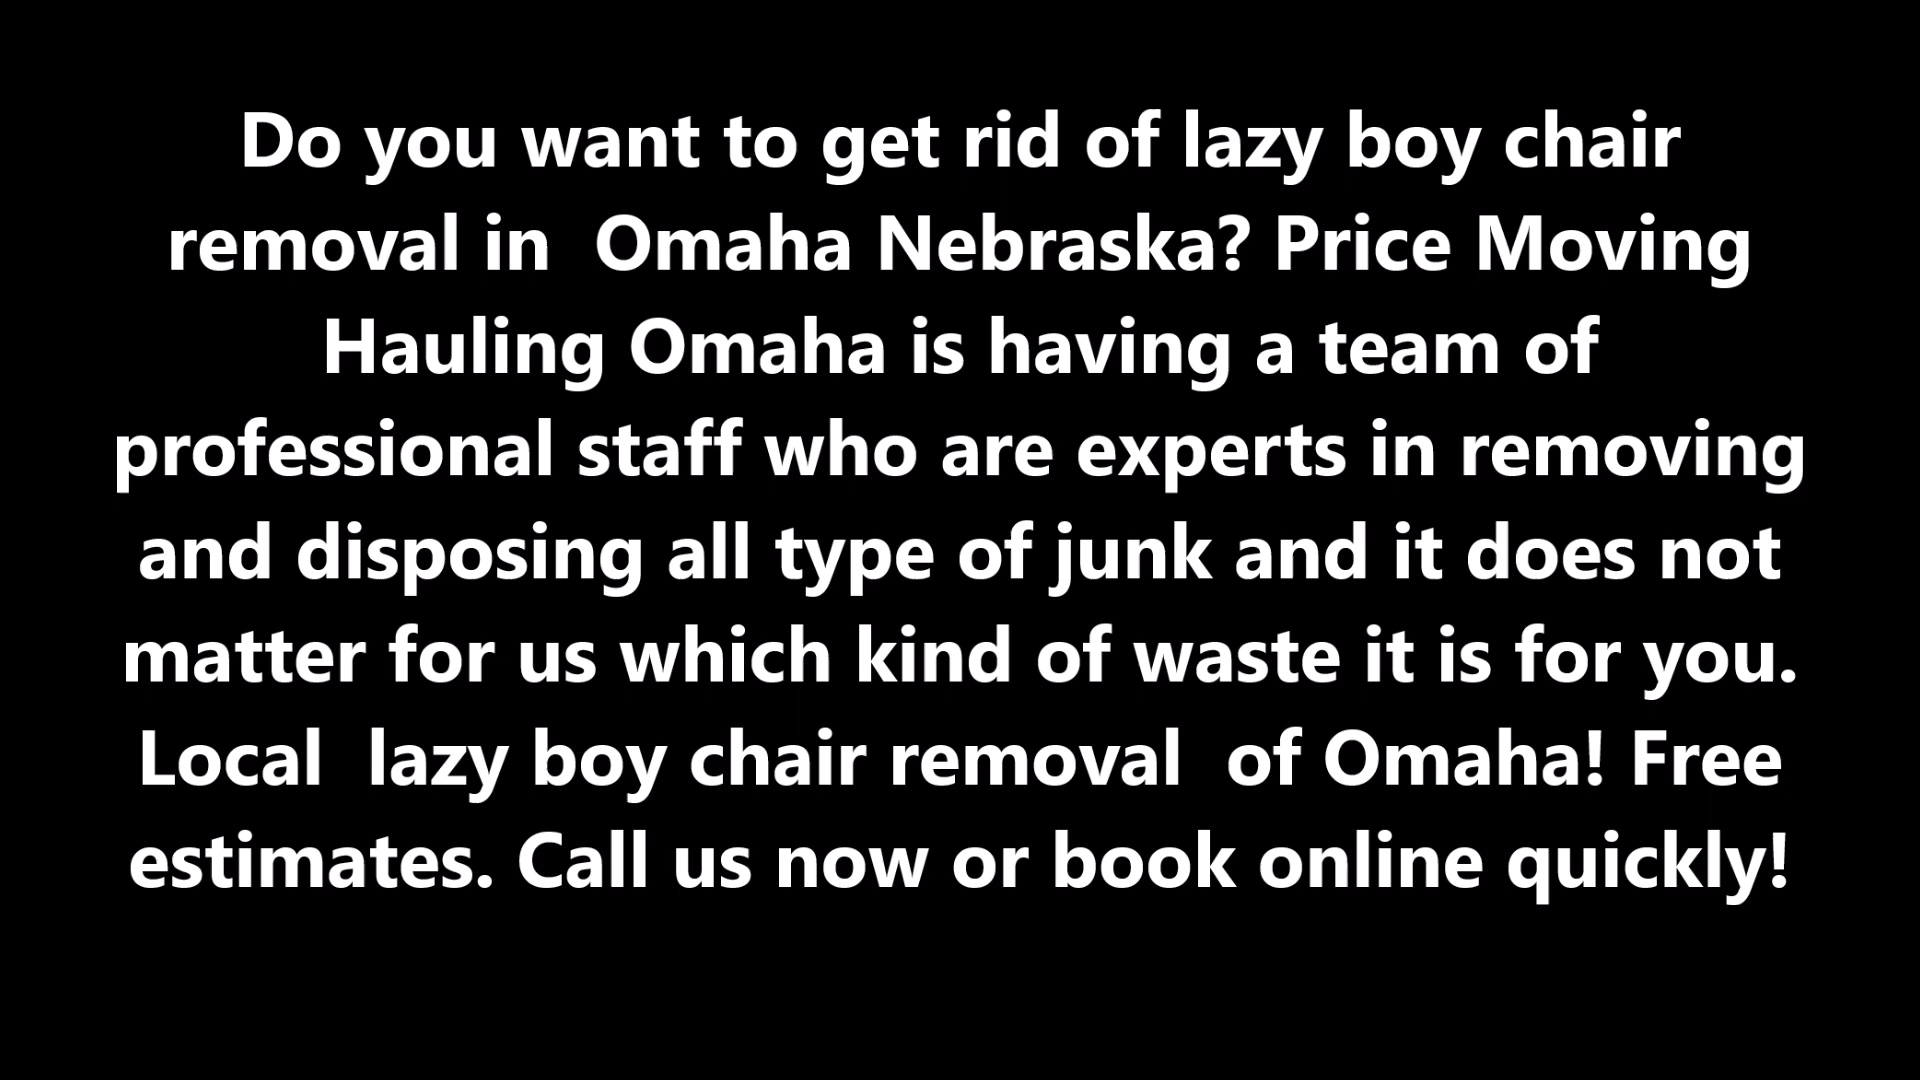 Do you want to get rid of lazy boy chair
removal in  Omaha Nebraska? Price Moving
Hauling Omaha is having a team of
professional staff who are experts in removing
and disposing all type of junk and it does not
matter for us which kind of waste it is for you.
Local  lazy boy chair removal  of Omaha! Free
estimates. Call us now or book online quickly!